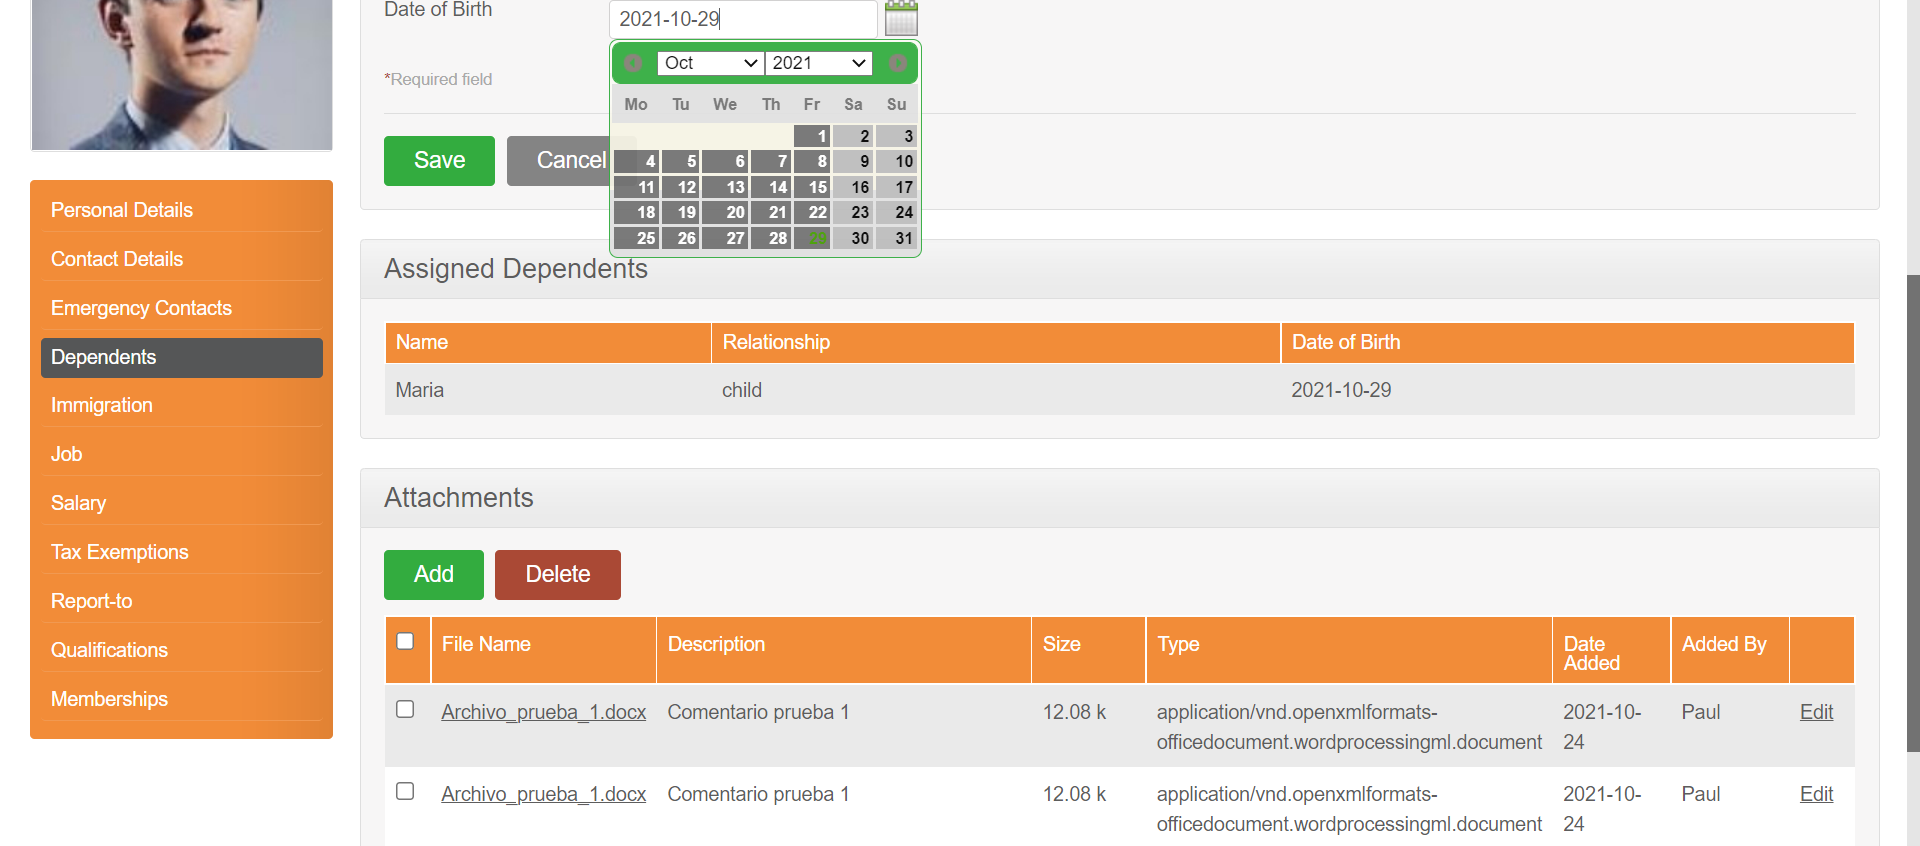 Date of Birth
2021-10-29
*Required field
Oct 2021
Mo Tu We Th Fr Sa Su
1 2 3
4 5 6 7 8 9 10
11 12 13 14 15 16 17
18 19 20 21 22 23 24
25 26 27 28 29 30 31
Save Cancel
Personal Details
Contact Details
Emergency Contacts
Dependents
Immigration
Job
Salary
Tax Exemptions
Report-to
Qualifications
Memberships
Assigned Dependents
Name Relationship Date of Birth
Maria child 2021-10-29
Attachments
Add Delete
File Name Description Size Type Date Added Added By
Archivo_prueba_1.docx Comentario prueba 1 12.08 k application/vnd.openxmlformats-officedocument.wordprocessingml.document 2021-10-24 Paul Edit
Archivo_prueba_1.docx Comentario prueba 1 12.08 k application/vnd.openxmlformats-officedocument.wordprocessingml.document 2021-10-24 Paul Edit